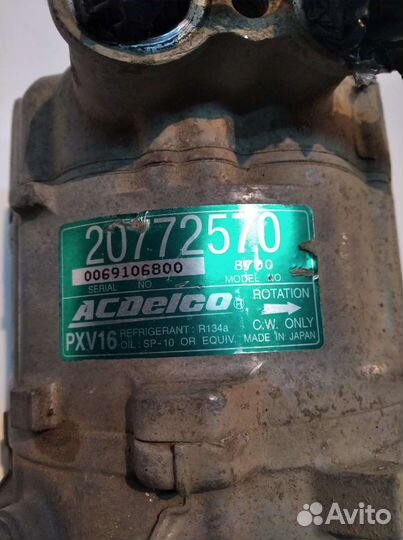 20772570
0069106800 8700
SERIAL NO MODEL NO
ACDelco® ROTATION
C.W. ONLY
PXV16 REFRIGERANT : R134a
OIL : SP-10 OR EQUIV. MADE IN JAPAN
Avito